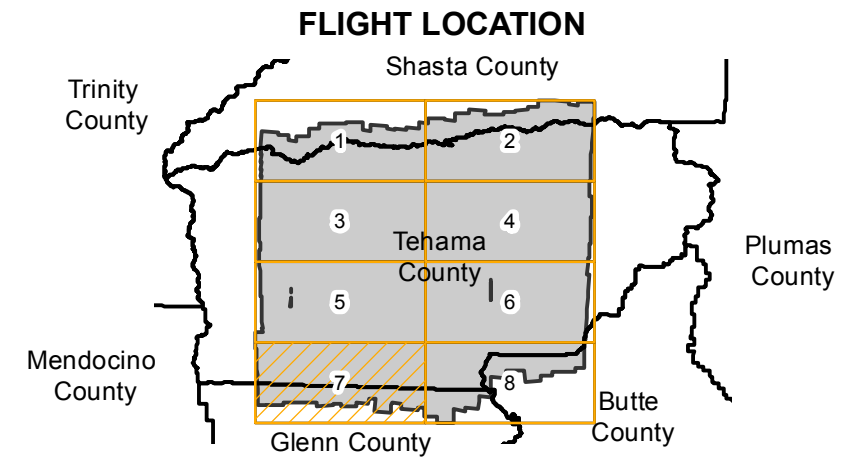 FLIGHT LOCATION
Shasta County
Trinity
County
1
2
3
4
Tehama
County
Plumas
County
5
6
Mendocino
County
7
8
Butte
County
Glenn County